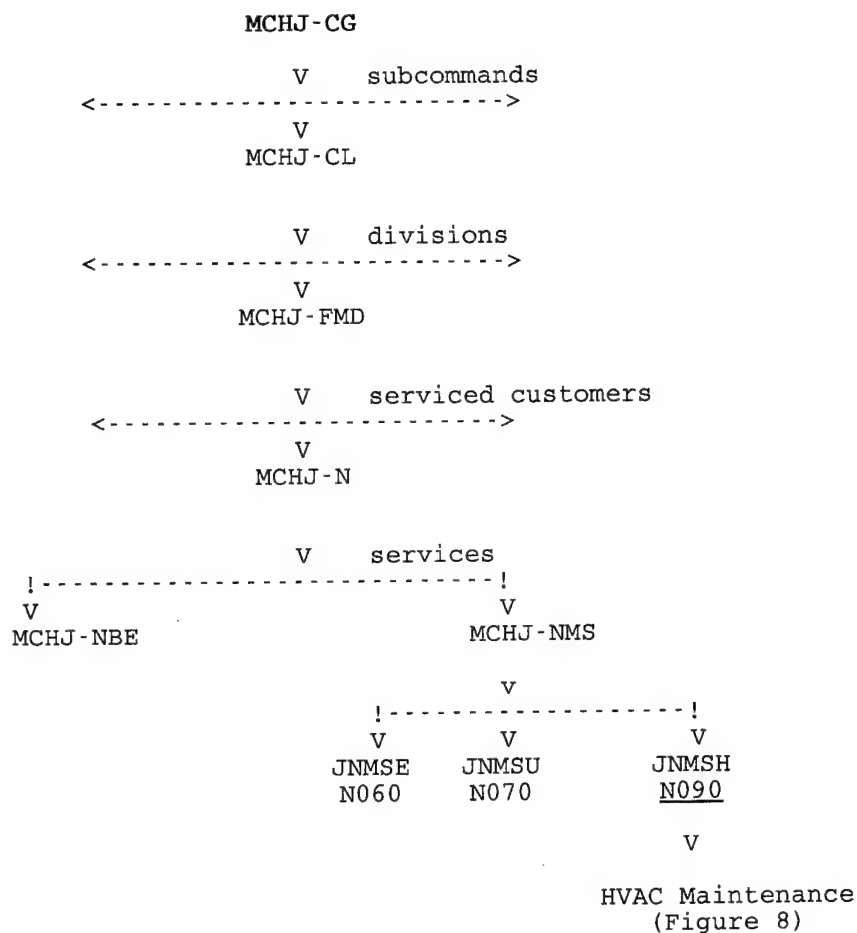 MCHJ-CG
V subcommands
<-------------------------->
V
MCHJ-CL
V divisions
<-------------------------->
V
MCHJ-FMD
V serviced customers
<------------------------->
V
MCHJ-N
V services
!-----------------------------!
V V
MCHJ-NBE MCHJ-NMS
V
!-------------------!
V V V
JNMSE JNMSU JNMSH
N060 N070 N090
V
HVAC Maintenance
(Figure 8)